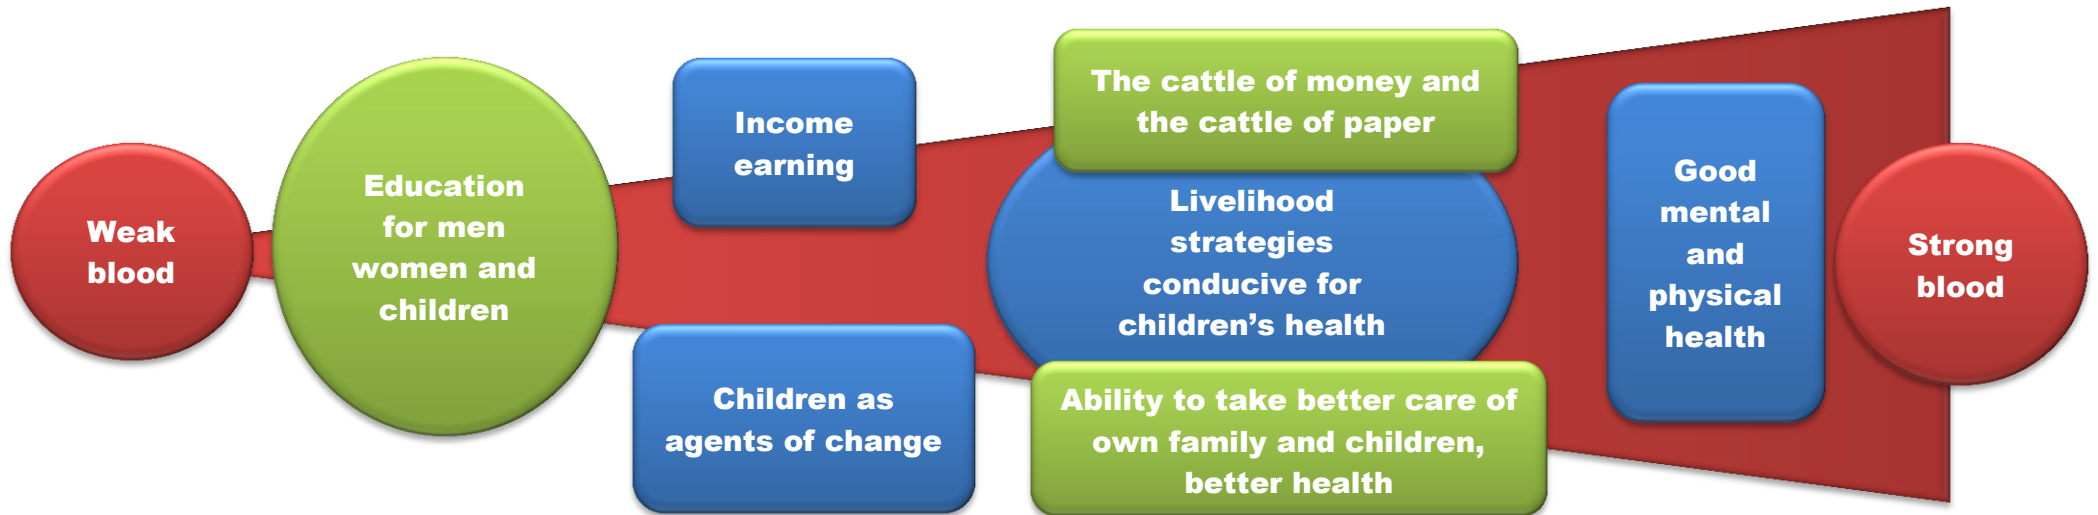 Weak
blood
Education
for men
women and
children
Income
earning
Children as
agents of change
The cattle of money and
the cattle of paper
Livelihood
strategies
conducive for
children’s health
Ability to take better care of
own family and children,
better health
Good
mental
and
physical
health
Strong
blood